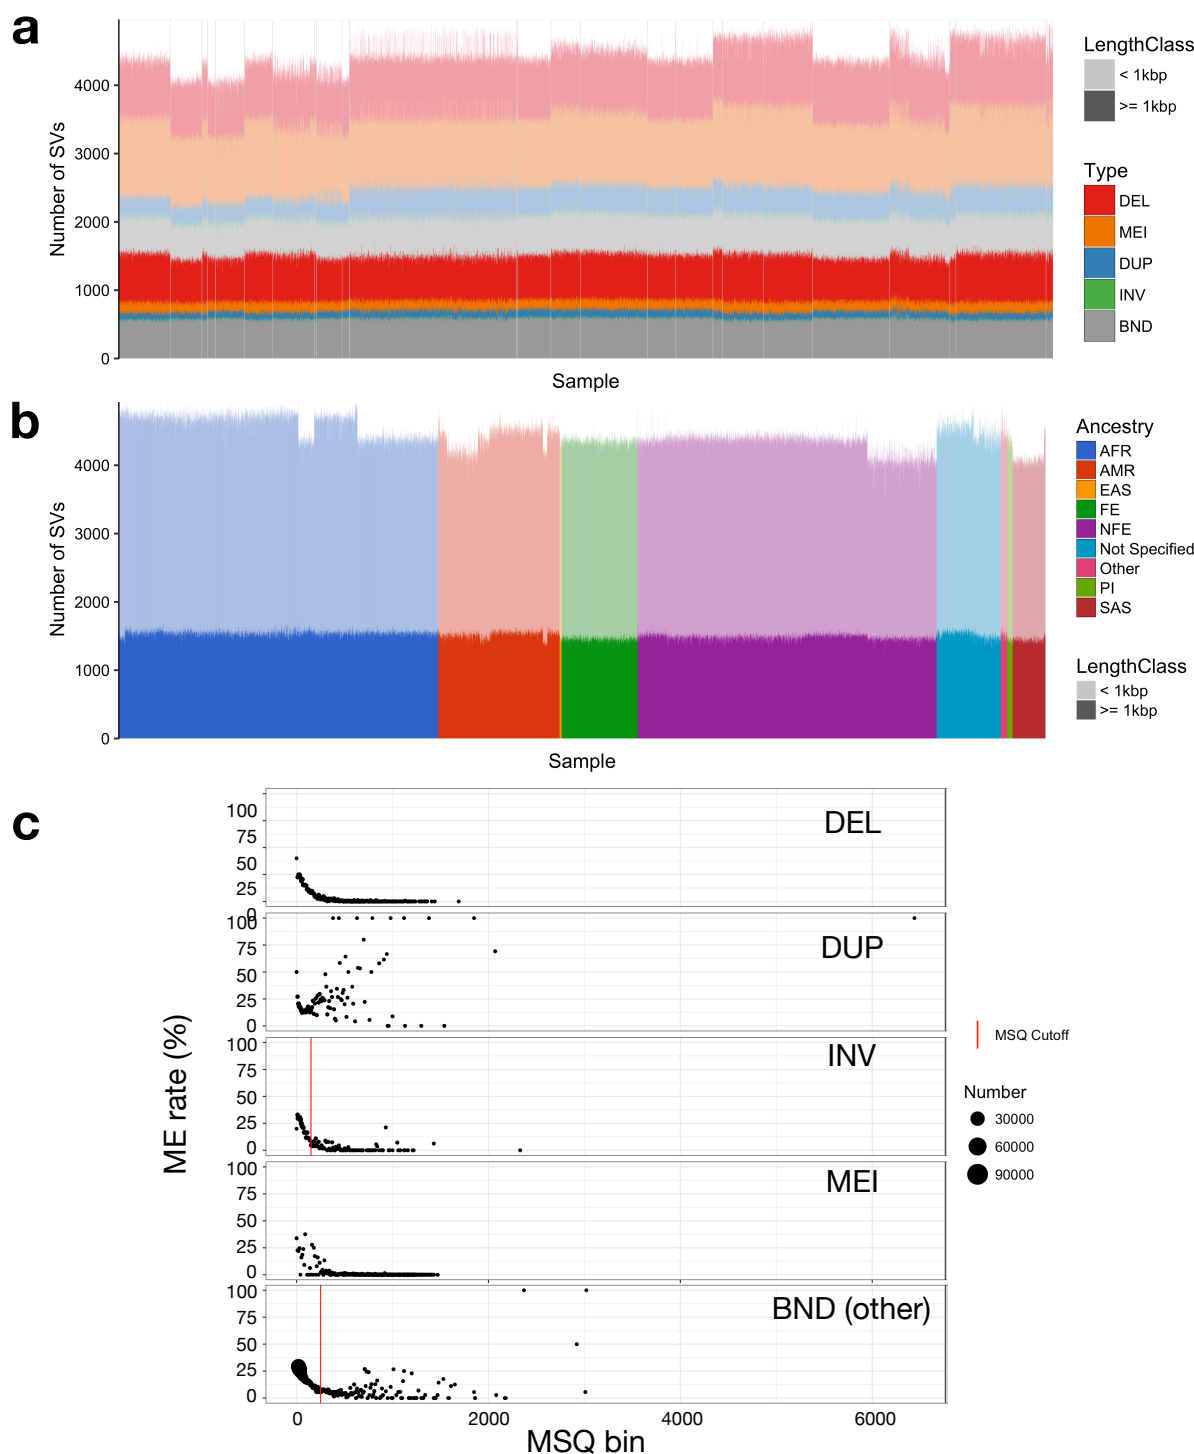 a
Number of SVs
4000
3000
2000
1000
0
Sample
LengthClass
< 1kbp
>= 1kbp
Type
DEL
MEI
DUP
INV
BND
b
Number of SVs
4000
3000
2000
1000
0
Sample
Ancestry
AFR
AMR
EAS
FE
NFE
Not Specified
Other
PI
SAS
LengthClass
< 1kbp
>= 1kbp
c
ME rate (%)
DEL
100
75
50
25
0
DUP
100
75
50
25
0
INV
100
75
50
25
0
MEI
100
75
50
25
0
BND (other)
100
75
50
25
0
0 2000 4000 6000
MSQ bin
MSQ Cutoff
Number
30000
60000
90000